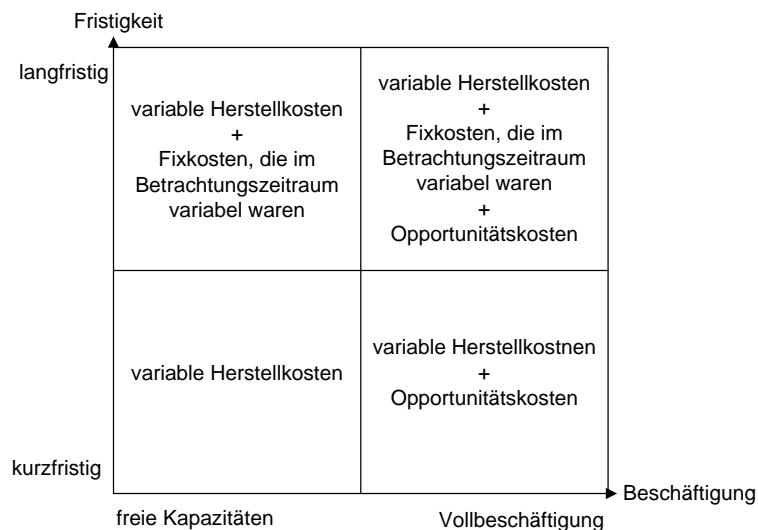 Fristigkeit
langfristig
variable Herstellkosten
+
Fixkosten, die im
Betrachtungszeitraum
variabel waren
variable Herstellkosten
+
Fixkosten, die im
Betrachtungszeitraum
variabel waren
+
Opportunitätskosten
variable Herstellkosten
variable Herstellkostnen
+
Opportunitätskosten
kurzfristig
Beschäftigung
freie Kapazitäten
Vollbeschäftigung